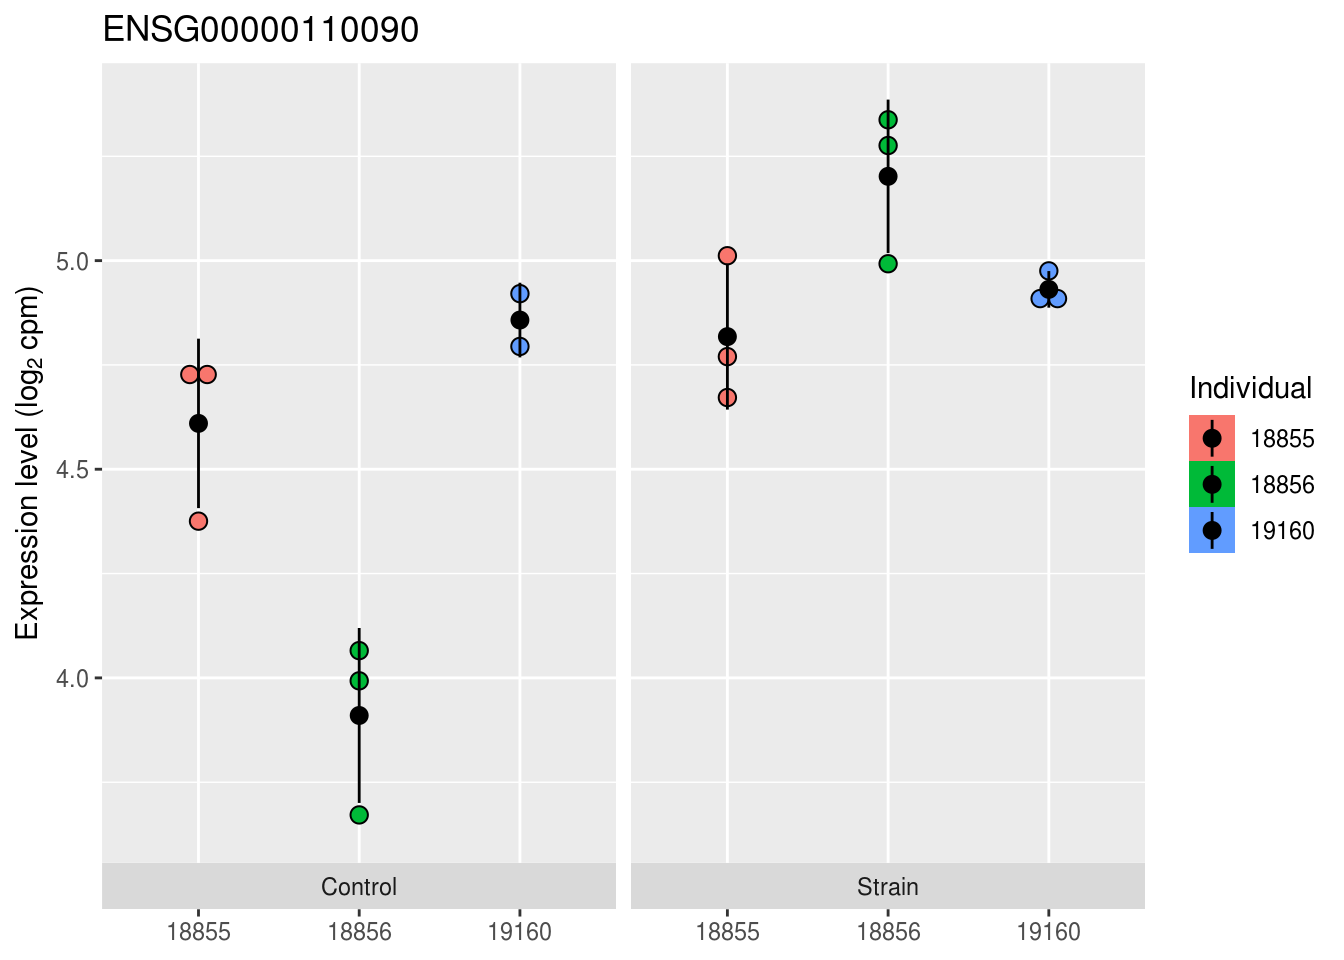 ENSG00000110090
Expression level (log₂ cpm)
5.0
4.5
4.0
Control
Strain
18855
18856
19160
18855
18856
19160
Individual
18855
18856
19160